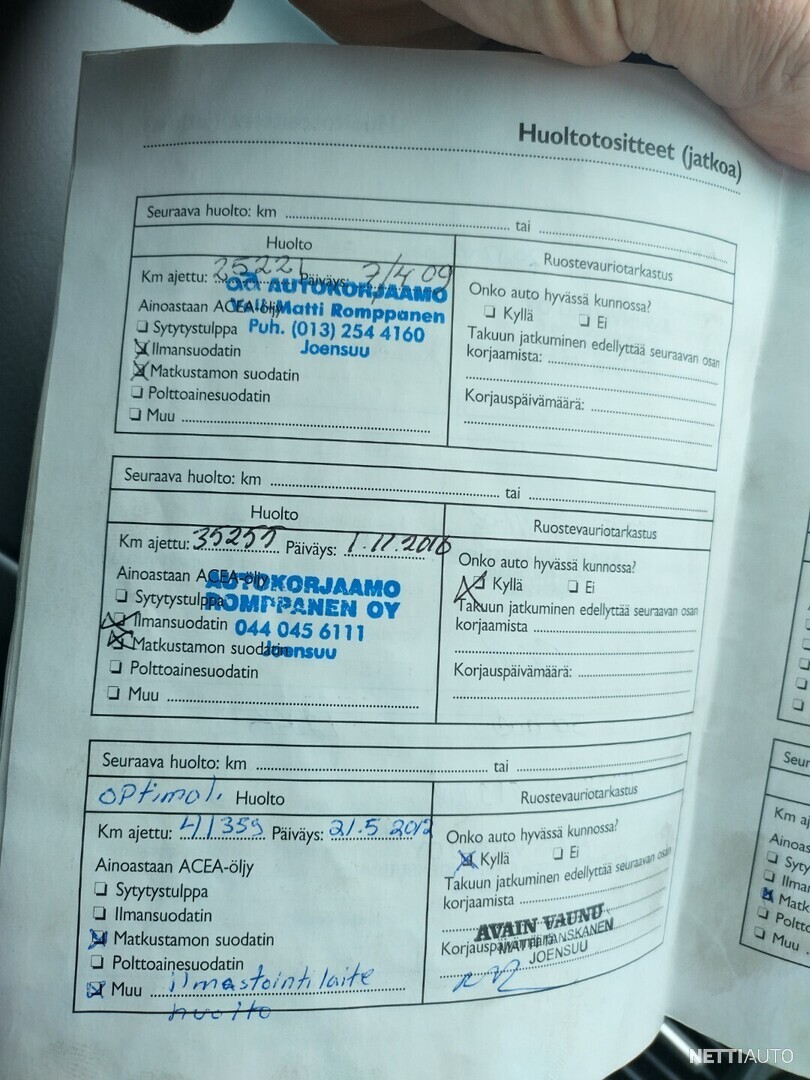 Huoltotositteet (jatkoa)
Seuraava huolto: km tai
Huolto
Ruostevauriotarkastus
Km ajettu: 25221 Päiväys: 7/4 09
Onko auto hyvässä kunnossa?
Ainoastaan ACEA-öljy
AUTOKORJAAMO
Matti Romppanen
Puh. (013) 254 4160
Joensuu
Kyllä Ei
Sytytystulppa
Takuun jatkuminen edellyttää seuraavan osan
korjaamista:
Ilmansuodatin
Matkustamon suodatin
Polttoainesuodatin
Korjauspäivämäärä:
Muu
Seuraava huolto: km tai
Huolto
Ruostevauriotarkastus
Km ajettu: 35255 Päiväys: 1.11.2010
Onko auto hyvässä kunnossa?
Ainoastaan ACEA-öljy
AUTOKORJAAMO
ROMPPANEN OY
044 045 6111
Joensuu
Kyllä Ei
Sytytystulppa
Takuun jatkuminen edellyttää seuraavan osan
korjaamista
Ilmansuodatin
Matkustamon suodatin
Polttoainesuodatin
Korjauspäivämäärä:
Muu
Seuraava huolto: km tai
optimoli Huolto
Ruostevauriotarkastus
Km ajettu: 41359 Päiväys: 21.5 2012
Onko auto hyvässä kunnossa?
Ainoastaan ACEA-öljy
Kyllä Ei
Sytytystulppa
Takuun jatkuminen edellyttää seuraavan osan
korjaamista
Ilmansuodatin
Matkustamon suodatin
AVAIN VAUNU
MATTI TANSKANEN
JOENSUU
Polttoainesuodatin
Muu ilmastointilaite
huolto
NETTIAUTO